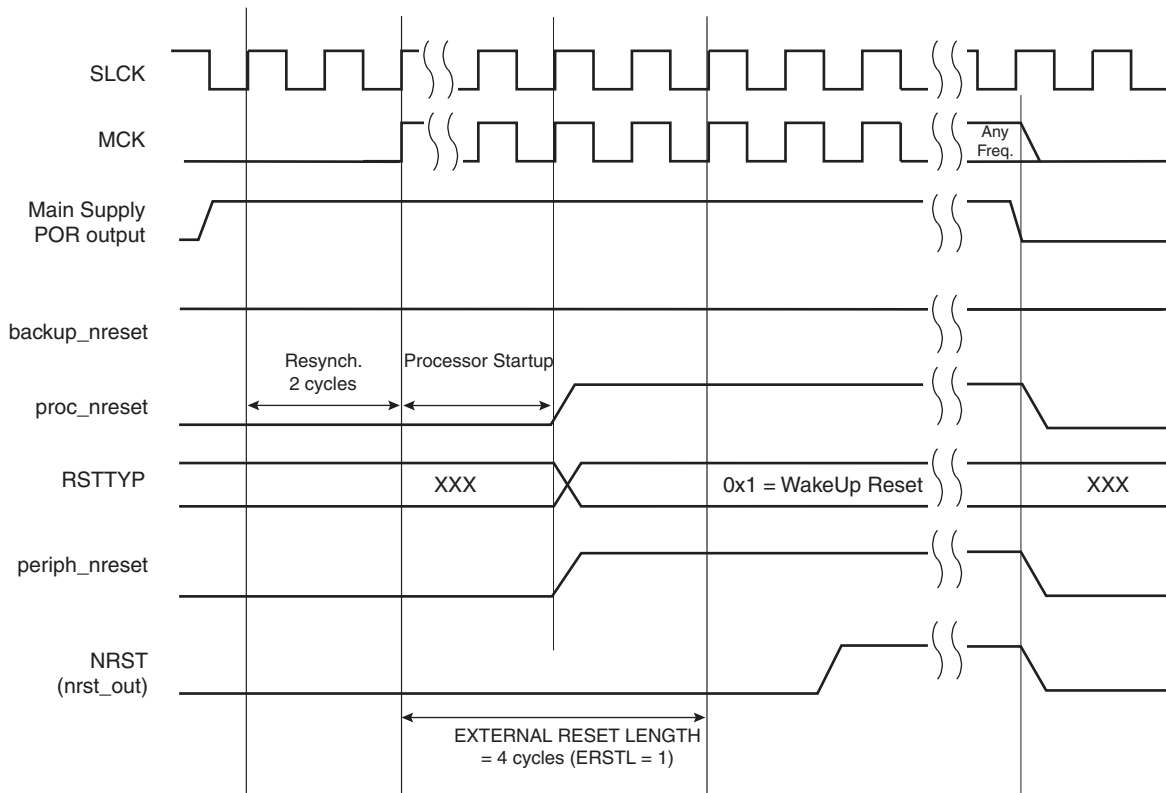 SLCK
MCK
Any
Freq.
Main Supply
POR output
backup_nreset
Resynch.
2 cycles
Processor Startup
proc_nreset
RSTTYP
XXX
0x1 = WakeUp Reset
XXX
periph_nreset
NRST
(nrst_out)
EXTERNAL RESET LENGTH
= 4 cycles (ERSTL = 1)